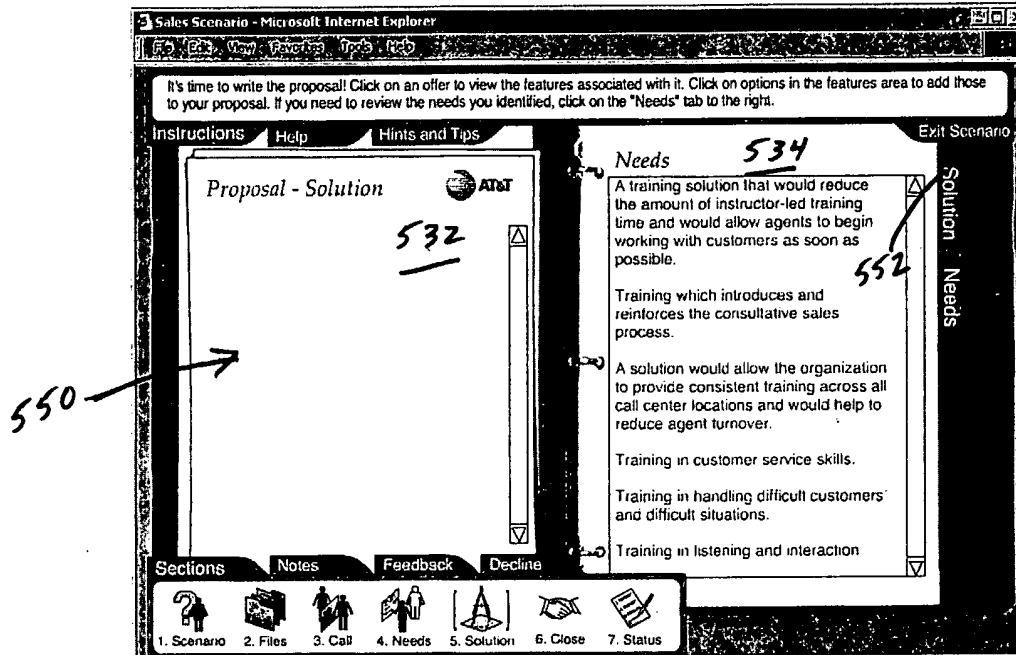 Sales Scenario - Microsoft Internet Explorer
File Edit View Favorites Tools Help
It's time to write the proposal! Click on an offer to view the features associated with it. Click on options in the features area to add those
to your proposal. If you need to review the needs you identified, click on the "Needs" tab to the right.
Instructions Help Hints and Tips
Exit Scenario
Proposal - Solution AT&T
532
550
Needs 534
A training solution that would reduce
the amount of instructor-led training
time and would allow agents to begin
working with customers as soon as
possible.
Training which introduces and
reinforces the consultative sales
process.
A solution would allow the organization
to provide consistent training across all
call center locations and would help to
reduce agent turnover.
Training in customer service skills.
Training in handling difficult customers
and difficult situations.
Training in listening and interaction
552
Solution Needs
Sections Notes Feedback Decline
1. Scenario 2. Files 3. Call 4. Needs 5. Solution 6. Close 7. Status